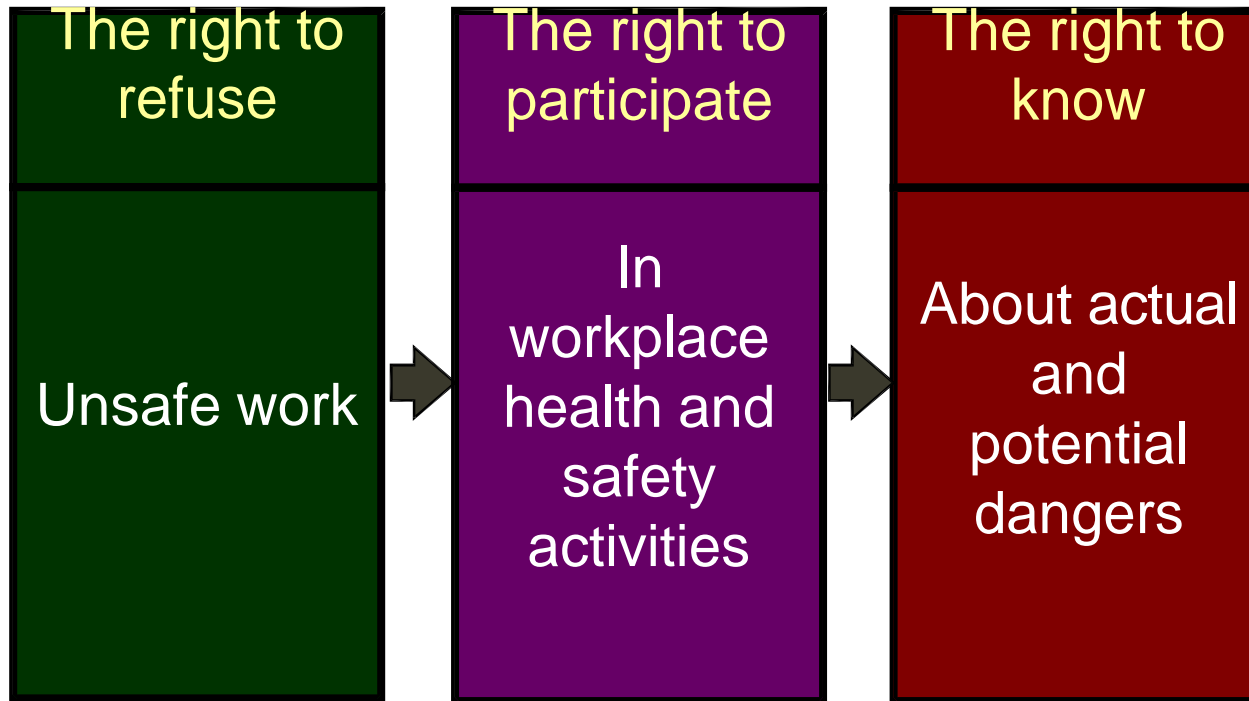 The right to
refuse
Unsafe work
The right to
participate
In
workplace
health and
safety
activities
The right to
know
About actual
and
potential
dangers